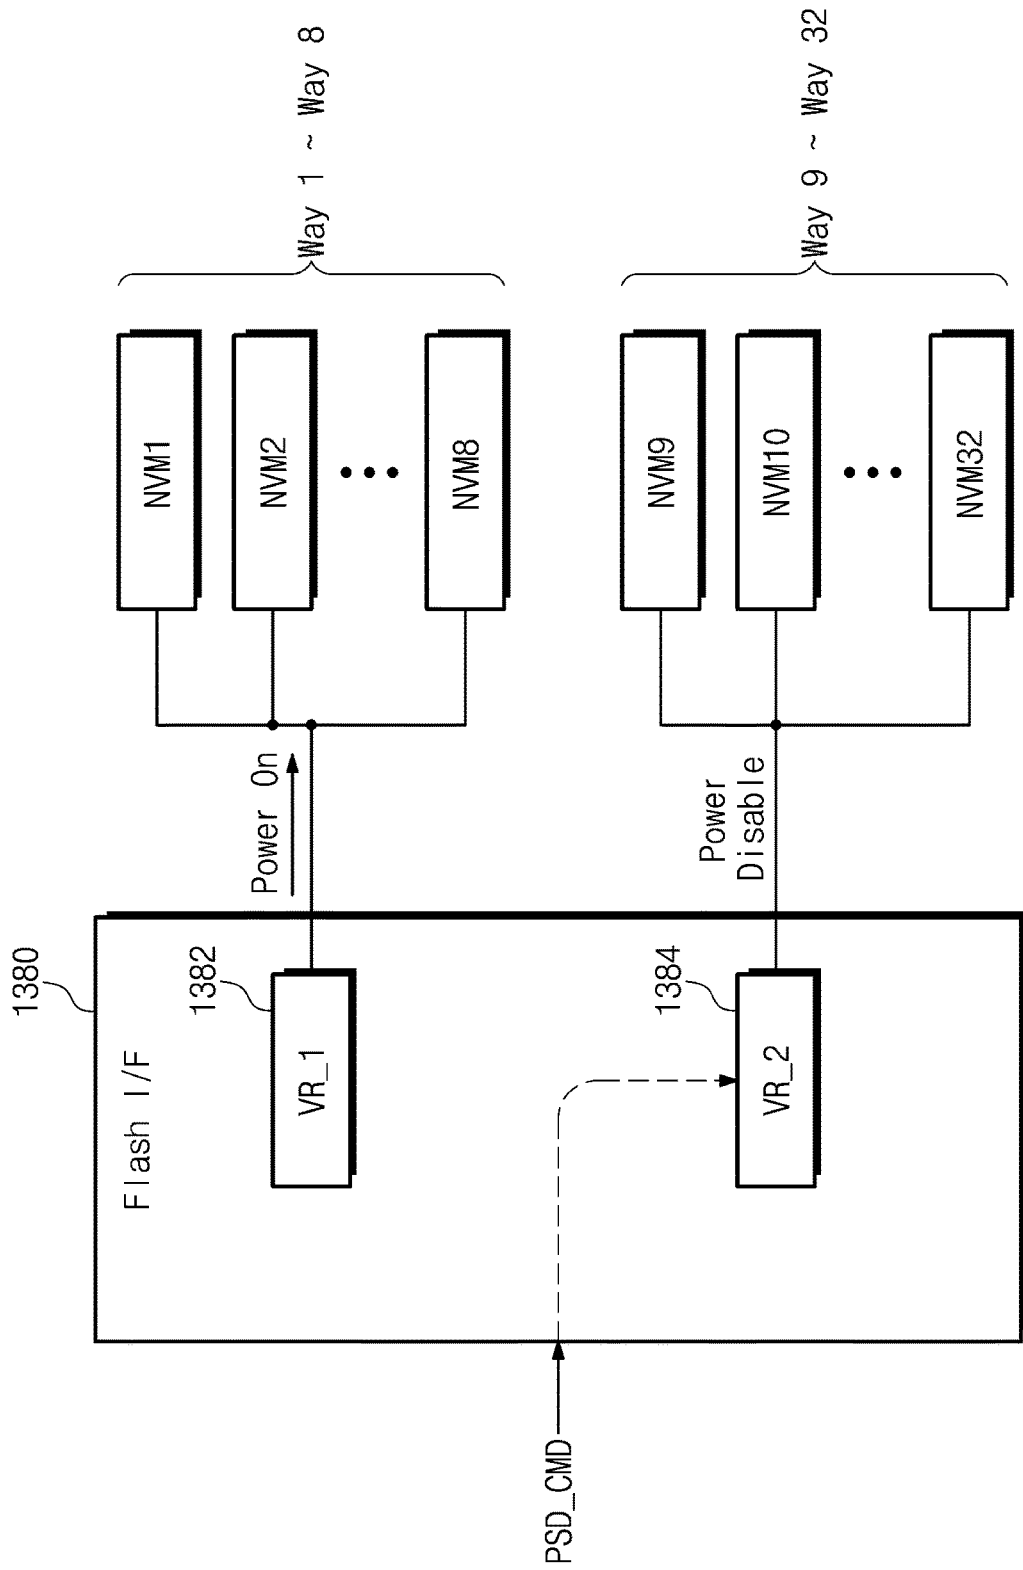 1380
Flash I/F
1382
VR_1
Power On
NVM1
NVM2
NVM8
Way 1 ~ Way 8
PSD_CMD
1384
VR_2
Power
Disable
NVM9
NVM10
NVM32
Way 9 ~ Way 32